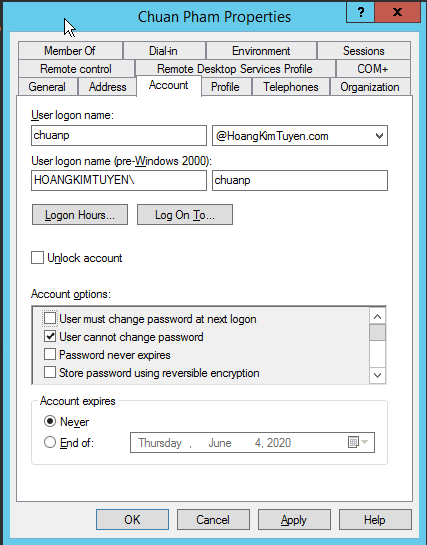 Chuan Pham Properties
? x
Member Of Dial-in Environment Sessions
Remote control Remote Desktop Services Profile COM+
General Address Account Profile Telephones Organization
User logon name:
chuanp @HoangKimTuyen.com
User logon name (pre-Windows 2000):
HOANGKIMTUYEN\ chuanp
Logon Hours... Log On To...
Unlock account
Account options:
User must change password at next logon
User cannot change password
Password never expires
Store password using reversible encryption
Account expires
Never
End of: Thursday , June 4, 2020
OK Cancel Apply Help